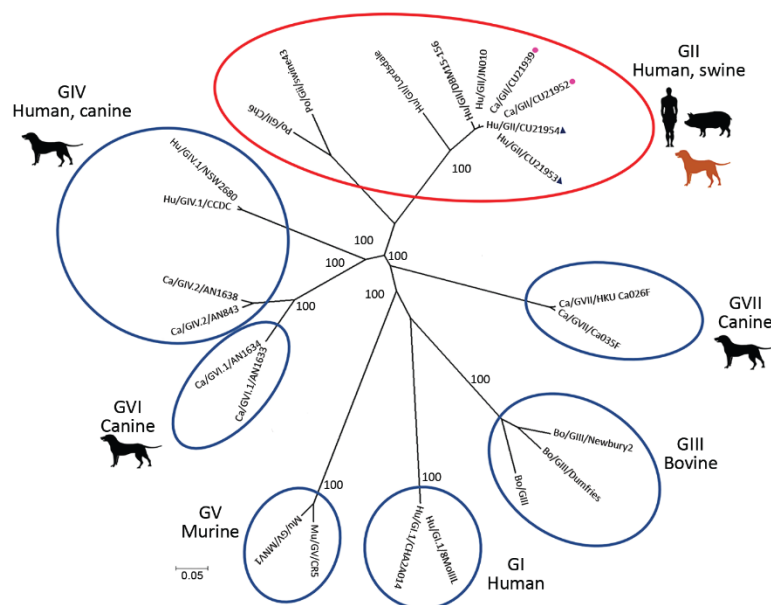 GII
Human, swine
GIV
Human, canine
Po/GII/swine43
Po/GII/Ch6
Hu/GII/Lordsdale
Hu/GII/DBM15-156
Hu/GII/JN010
Ca/GII/CU21939
Ca/GII/CU21952
Hu/GII/CU21954
Hu/GII/CU21953
100
Hu/GIV.1/NSW2680
Hu/GIV.1/CCDC
100
100
100
100
Ca/GIV.2/AN1638
Ca/GIV.2/AN843
100
Ca/GVI.1/AN1634
Ca/GVI.1/AN1633
GVI
Canine
Ca/GVII/HKU Ca026F
Ca/GVII/Ca035F
GVII
Canine
100
Bo/GIII/Newbury2
Bo/GIII/Dumfries
Bo/GIII
GIII
Bovine
100
Mu/GV/MNV1
Mu/GV/CR5
GV
Murine
100
Hu/GI.1/CHA2A014
Hu/GI.1/8MoIIIL
GI
Human
0.05